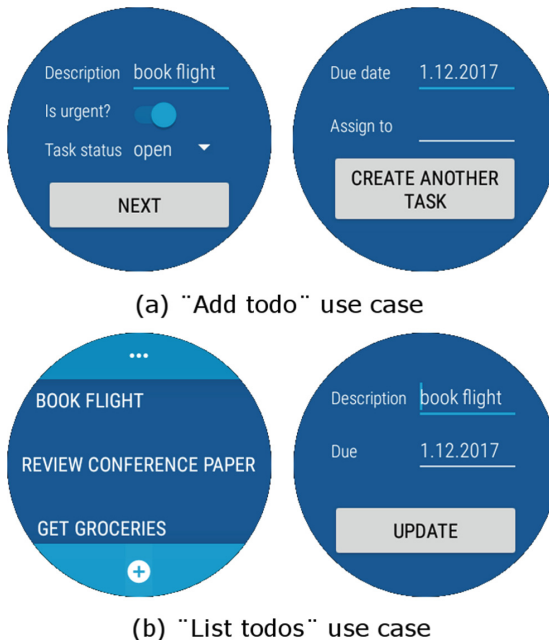 Description book flight
Is urgent?
Task status open
NEXT
Due date 1.12.2017
Assign to
CREATE ANOTHER
TASK
(a) ¨Add todo¨ use case
...
BOOK FLIGHT
REVIEW CONFERENCE PAPER
GET GROCERIES
Description book flight
Due 1.12.2017
UPDATE
(b) ¨List todos¨ use case